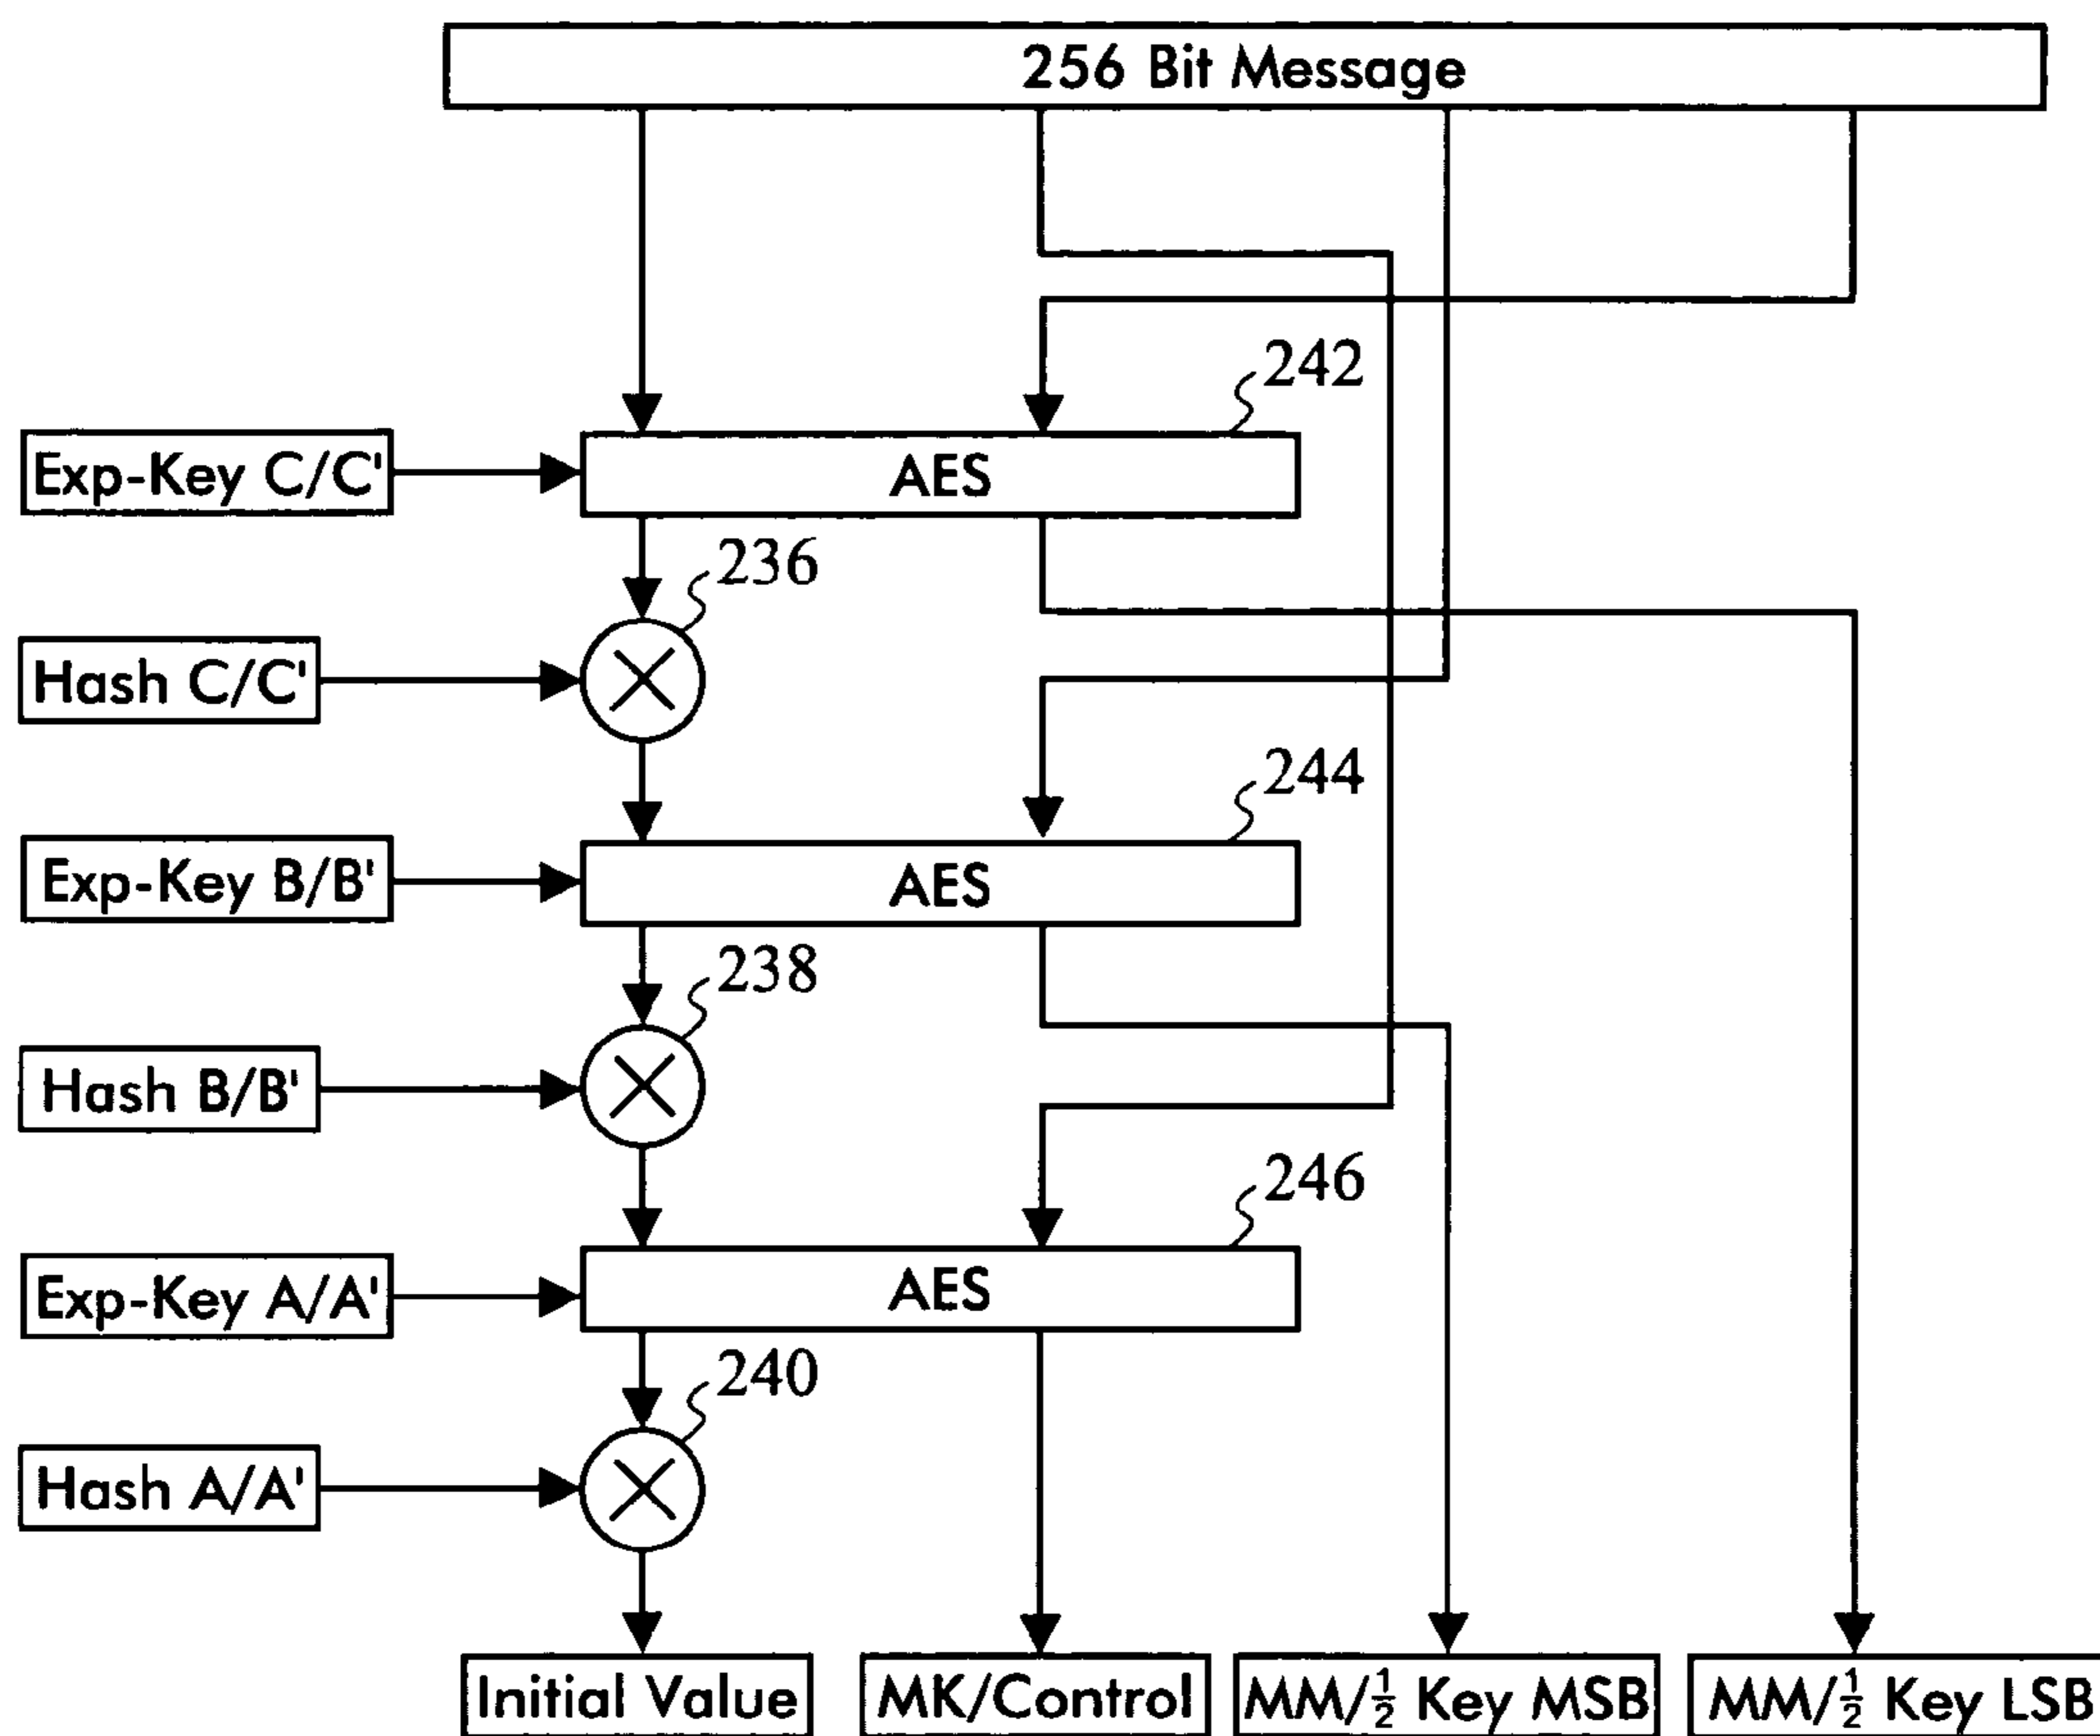 256 Bit Message
242
Exp-Key C/C'
AES
236
Hash C/C'
244
Exp-Key B/B'
AES
238
Hash B/B'
246
Exp-Key A/A'
AES
240
Hash A/A'
Initial Value
MK/Control
MM/½ Key MSB
MM/½ Key LSB